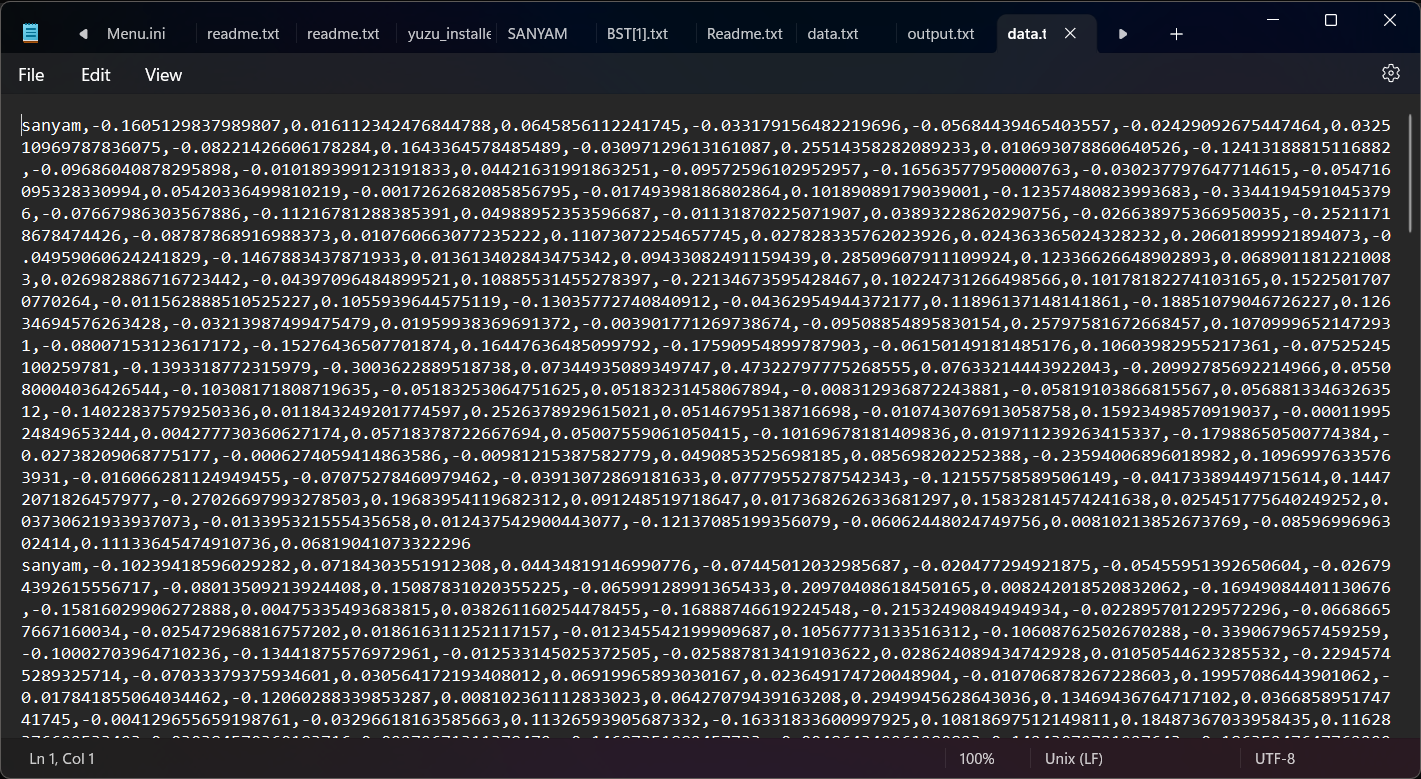 Menu.ini
readme.txt
readme.txt
yuzu_installe
SANYAM
BST[1].txt
Readme.txt
data.txt
output.txt
data.t
File Edit View
sanyam,-0.1605129837989807,0.016112342476844788,0.0645856112241745,-0.033179156482219696,-0.05684439465403557,-0.02429092675447464,0.0325
10969787836075,-0.08221426606178284,0.1643364578485489,-0.03097129613161087,0.25514358282089233,0.010693078860640526,-0.12413188815116882
,-0.09686040878295898,-0.010189399123191833,0.04421631991863251,-0.09572596102952957,-0.16563577950000763,-0.030237797647714615,-0.054716
095328330994,0.05420336499810219,-0.0017262682085856795,-0.01749398186802864,0.10189089179039001,-0.12357480823993683,-0.3344194591045379
6,-0.07667986303567886,-0.11216781288385391,0.04988952353596687,-0.01131870225071907,0.03893228620290756,-0.026638975366950035,-0.2521171
8678474426,-0.08787868916988373,0.010760663077235222,0.11073072254657745,0.027828335762023926,0.024363365024328232,0.20601899921894073,-0
.04959060624241829,-0.1467883437871933,0.013613402843475342,0.09433082491159439,0.28509607911109924,0.12336626648902893,0.068901181221008
3,0.026982886716723442,-0.04397096484899521,0.10885531455278397,-0.22134673595428467,0.10224731266498566,0.10178182274103165,0.1522501707
0770264,-0.011562888510525227,0.1055939644575119,-0.13035772740840912,-0.04362954944372177,0.11896137148141861,-0.18851079046726227,0.126
34694576263428,-0.03213987499475479,0.01959938369691372,-0.003901771269738674,-0.09508854895830154,0.25797581672668457,0.1070999652147293
1,-0.08007153123617172,-0.15276436507701874,0.16447636485099792,-0.17590954899787903,-0.06150149181485176,0.10603982955217361,-0.07525245
100259781,-0.1393318772315979,-0.3003622889518738,0.07344935089349747,0.47322797775268555,0.07633214443922043,-0.20992785692214966,0.0550
80004036426544,-0.10308171808719635,-0.05183253064751625,0.05183231458067894,-0.008312936872243881,-0.05819103866815567,0.056881334632635
12,-0.14022837579250336,0.011843249201774597,0.2526378929615021,0.05146795138716698,-0.010743076913058758,0.15923498570919037,-0.00011995
24849653244,0.004277730360627174,0.05718378722667694,0.05007559061050415,-0.10169678181409836,0.019711239263415337,-0.17988650500774384,-
0.02738209068775177,-0.0006274059414863586,-0.00981215387582779,0.0490853525698185,0.085698202252388,-0.23594006896018982,0.1096997633576
3931,-0.016066281124949455,-0.07075278460979462,-0.03913072869181633,0.07779552787542343,-0.12155758589506149,-0.04173389449715614,0.1447
2071826457977,-0.27026697993278503,0.19683954119682312,0.091248519718647,0.017368262633681297,0.15832814574241638,0.025451775640249252,0.
03730621933937073,-0.013395321555435658,0.012437542900443077,-0.12137085199356079,-0.06062448024749756,0.00810213852673769,-0.08596996963
02414,0.11133645474910736,0.06819041073322296
sanyam,-0.10239418596029282,0.07184303551912308,0.04434819146990776,-0.07445012032985687,-0.020477294921875,-0.05455951392650604,-0.02679
4392615556717,-0.08013509213924408,0.15087831020355225,-0.06599128991365433,0.20970408618450165,0.008242018520832062,-0.16949084401130676
,-0.15816029906272888,0.00475335493683815,0.038261160254478455,-0.16888746619224548,-0.21532490849494934,-0.022895701229572296,-0.0668665
7667160034,-0.025472968816757202,0.018616311252117157,-0.012345542199909687,0.10567773133516312,-0.10608762502670288,-0.3390679657459259,
-0.10002703964710236,-0.13441875576972961,-0.012533145025372505,-0.025887813419103622,0.02862408943474292​8,0.01050544623285532,-0.2294574
5289325714,-0.07033379375934601,0.030564172193408012,0.06919965893030167,0.023649174720048904,-0.010706878267228603,0.19957086443901062,-
0.017841855064034462,-0.12060288339853287,0.008102361112833023,0.06427079439163208,0.2949945628643036,0.13469436764717102,0.0366858951747
41745,-0.004129655659198761,-0.03296618163585663,0.11326593905687332,-0.16331833600997925,0.10818697512149811,0.18487367033958435,0.11628
Ln 1, Col 1
100%
Unix (LF)
UTF-8